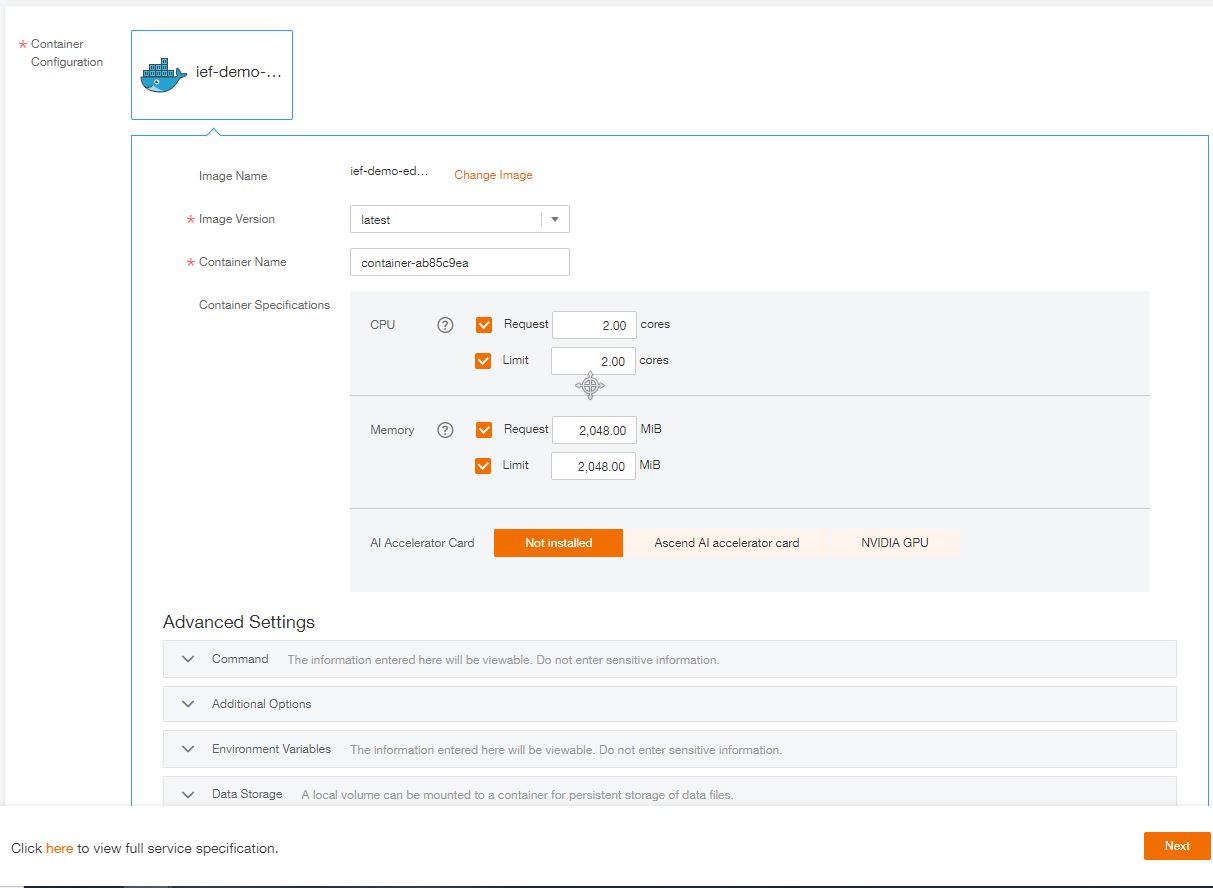 * Container
Configuration
ief-demo-...
Image Name ief-demo-ed... Change Image
* Image Version latest
* Container Name container-ab85c9ea
Container Specifications
CPU ? Request 2.00 cores
Limit 2.00 cores
Memory ? Request 2,048.00 MiB
Limit 2,048.00 MiB
AI Accelerator Card Not installed Ascend AI accelerator card NVIDIA GPU
Advanced Settings
Command The information entered here will be viewable. Do not enter sensitive information.
Additional Options
Environment Variables The information entered here will be viewable. Do not enter sensitive information.
Data Storage A local volume can be mounted to a container for persistent storage of data files.
Click here to view full service specification.
Next